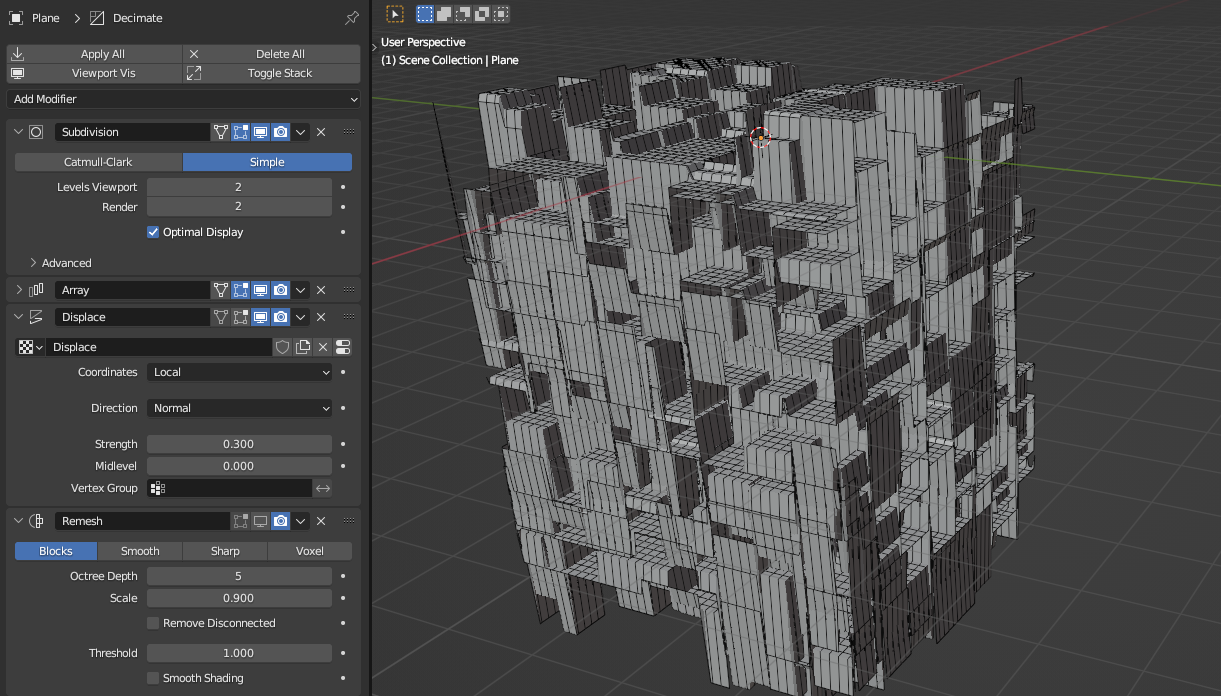 Plane > Decimate
Apply All
Delete All
Viewport Vis
Toggle Stack
Add Modifier
Subdivision
Catmull-Clark
Simple
Levels Viewport 2
Render 2
Optimal Display
Advanced
Array
Displace
Displace
Coordinates Local
Direction Normal
Strength 0.300
Midlevel 0.000
Vertex Group
Remesh
Blocks
Smooth
Sharp
Voxel
Octree Depth 5
Scale 0.900
Remove Disconnected
Threshold 1.000
Smooth Shading
User Perspective
(1) Scene Collection | Plane